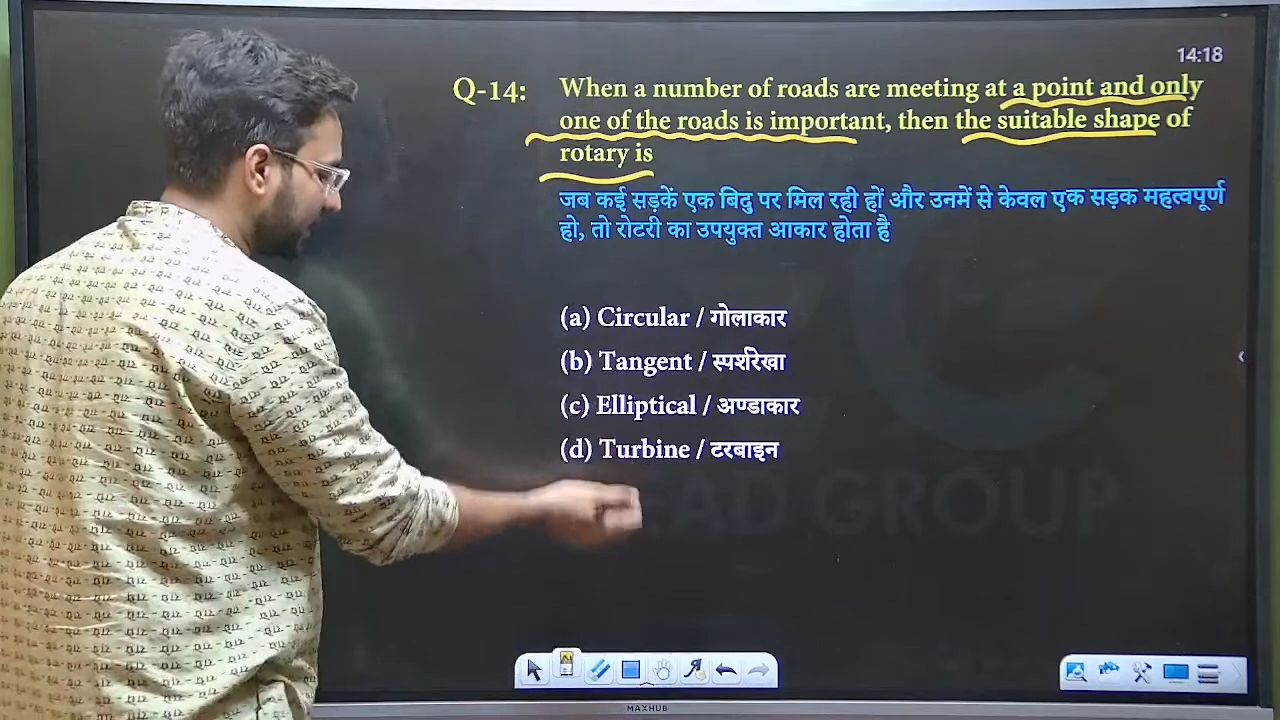 14:18
Q-14: When a number of roads are meeting at a point and only
one of the roads is important, then the suitable shape of
rotary is
जब कई सड़कें एक बिंदु पर मिल रही हों और उनमें से केवल एक सड़क महत्वपूर्ण
हो, तो रोटरी का उपयुक्त आकार होता है
(a) Circular / गोलाकार
(b) Tangent / स्पर्शरेखा
(c) Elliptical / अण्डाकार
(d) Turbine / टरबाइन
EAD GROUP
MAXHUB